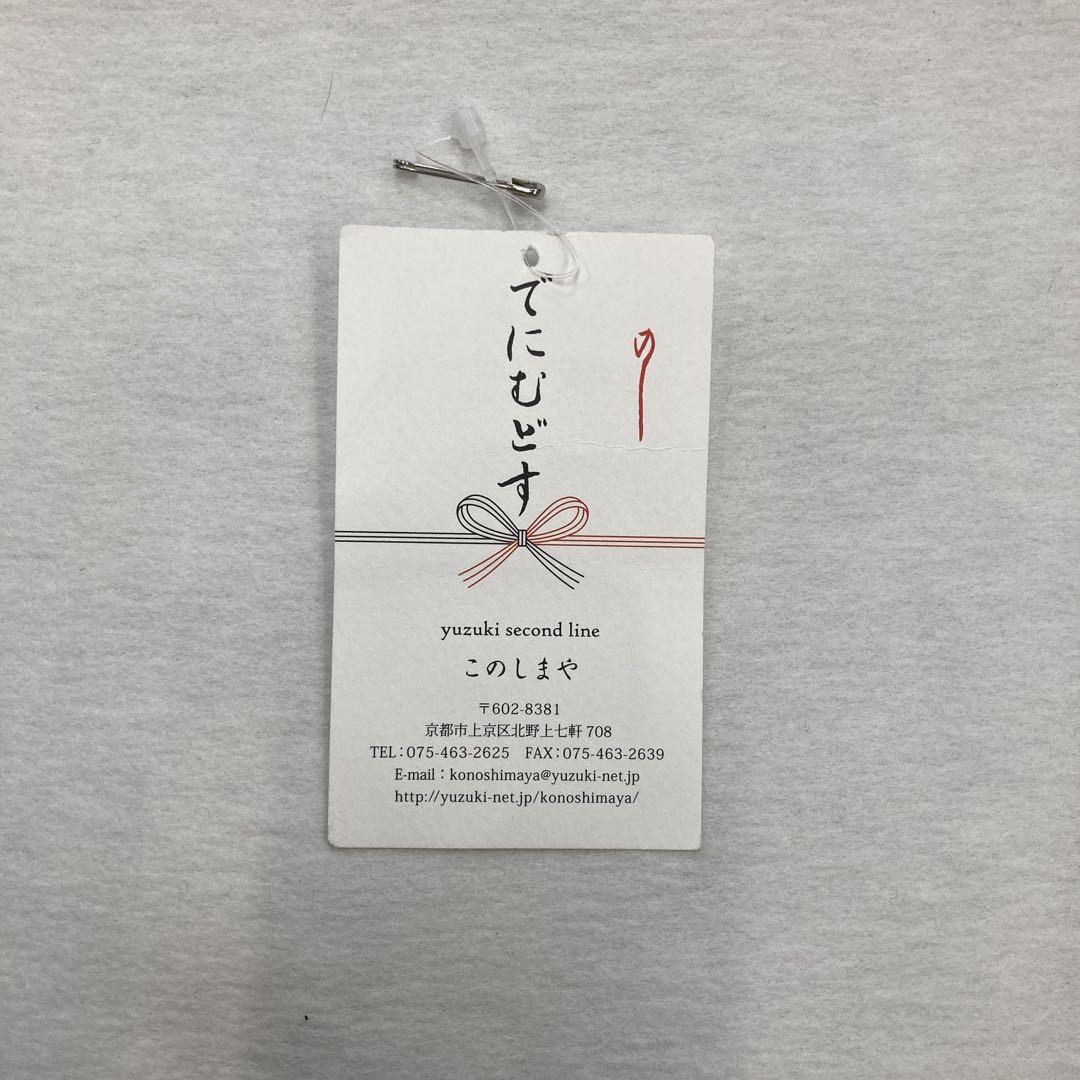 でにむどす
のし
yuzuki second line
このしまや
〒602-8381
京都市上京区北野上七軒 708
TEL：075-463-2625　FAX：075-463-2639
E-mail：konoshimaya@yuzuki-net.jp
http://yuzuki-net.jp/konoshimaya/